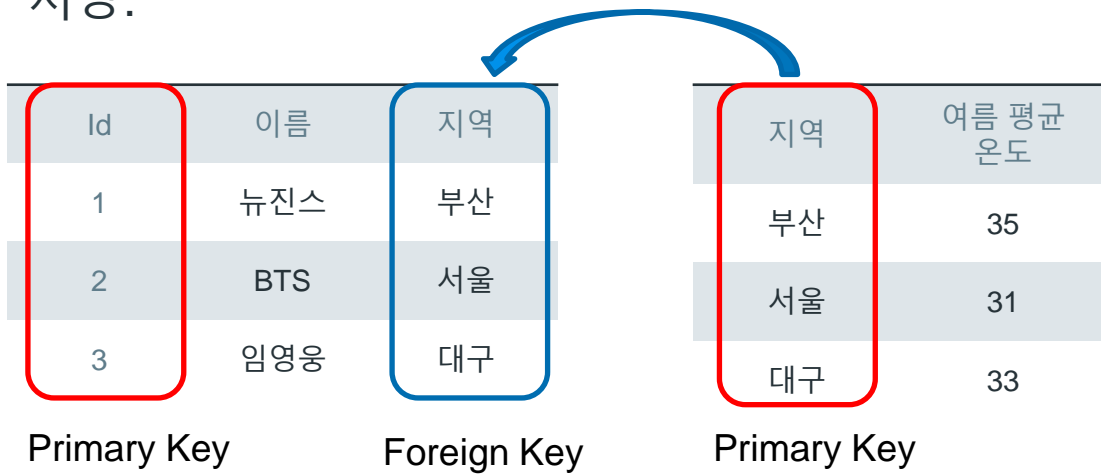 Id 이름 지역
1 뉴진스 부산
2 BTS 서울
3 임영웅 대구
Primary Key
Foreign Key
지역 여름 평균
온도
부산 35
서울 31
대구 33
Primary Key